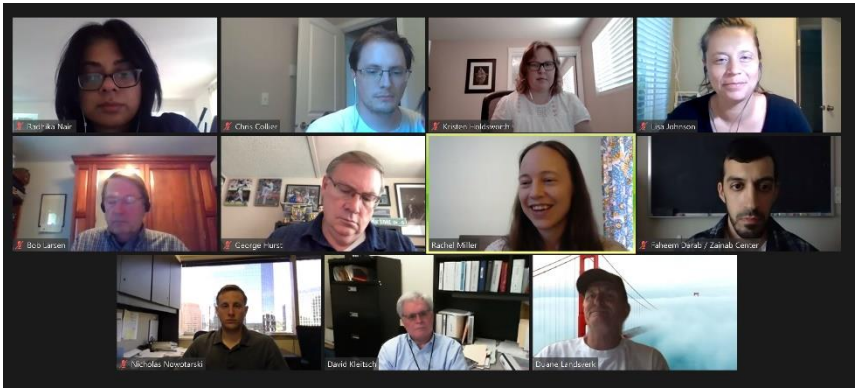 Radhika Nair
Chris Collier
Kristen Holdsworth
Lisa Johnson
Bob Larsen
George Hurst
Rachel Miller
Faheem Darab / Zainab Center
Nicholas Nowotarski
David Kleitsch
Duane Landsverk